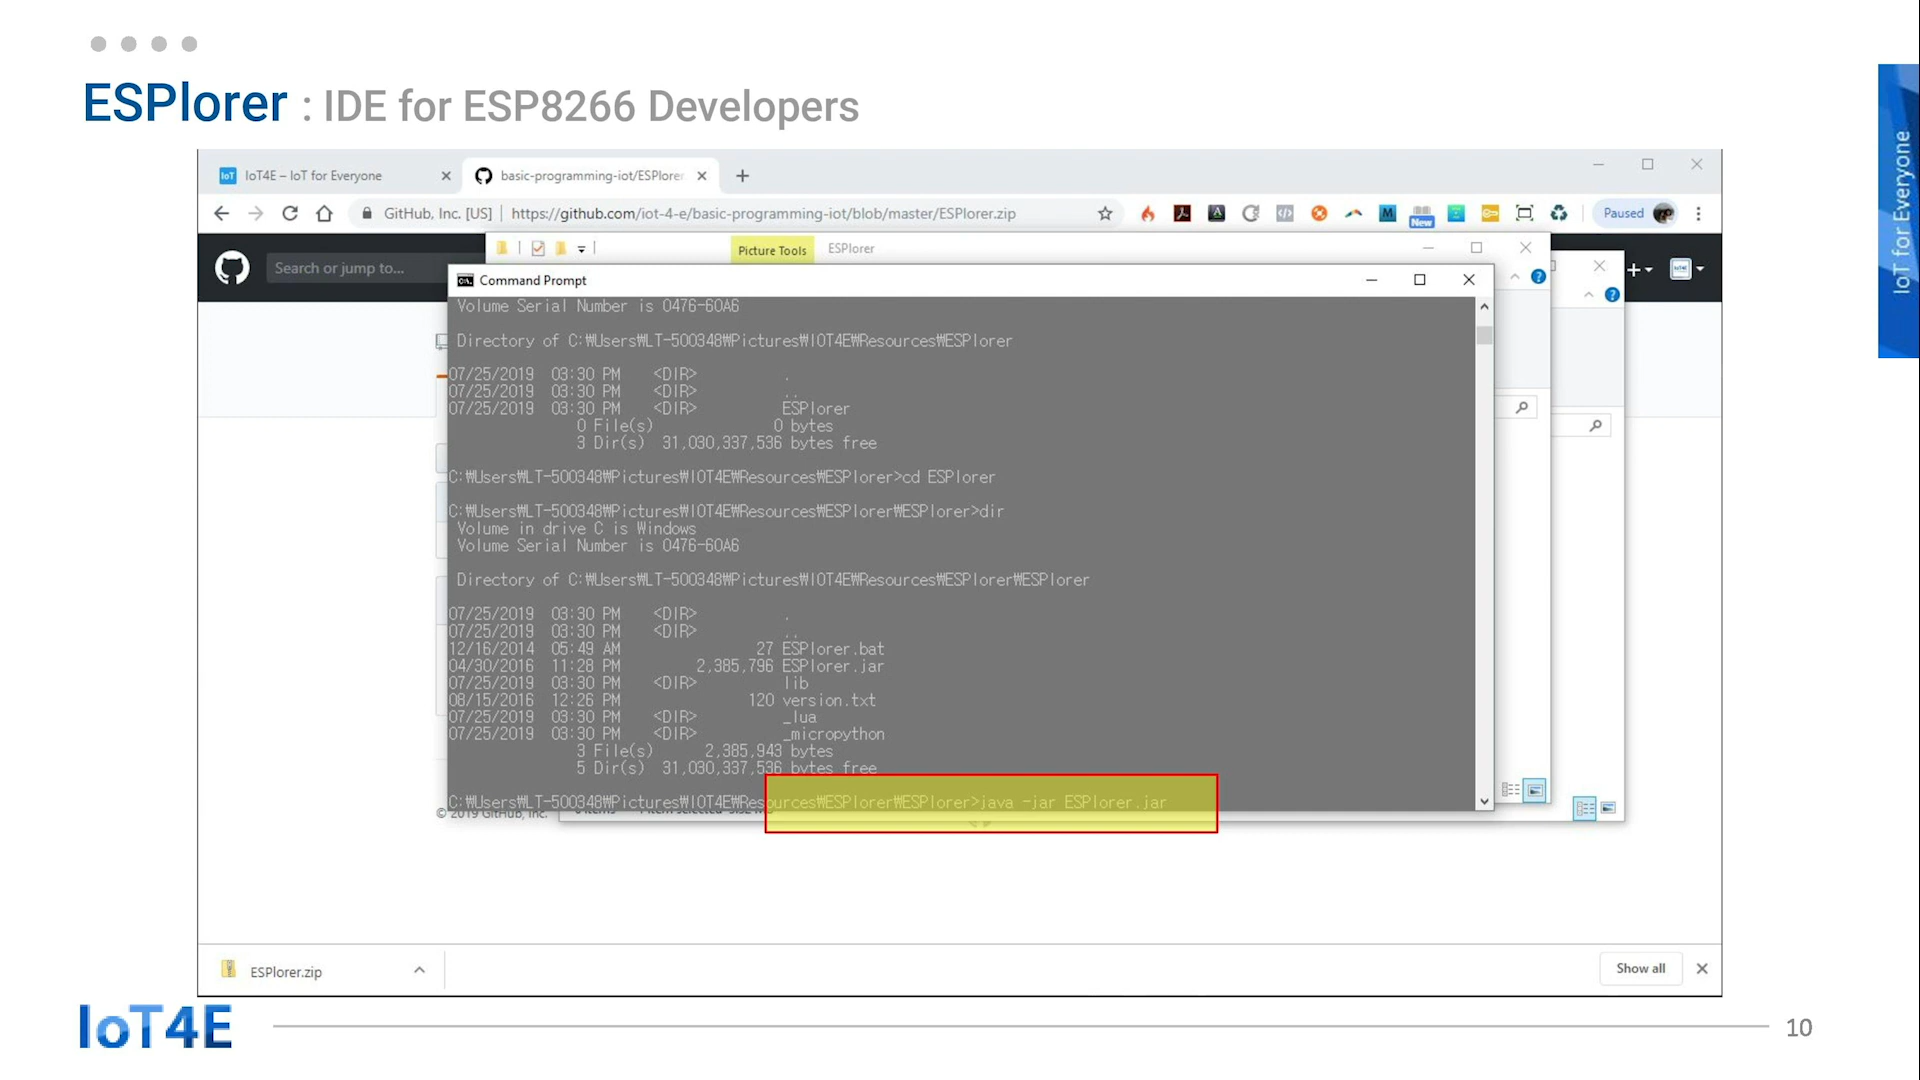 ESPlorer : IDE for ESP8266 Developers
IoT for Everyone
IoT IoT4E – IoT for Everyone
basic-programming-iot/ESPlorer
GitHub, Inc. [US] | https://github.com/iot-4-e/basic-programming-iot/blob/master/ESPlorer.zip
New
Paused
Search or jump to...
Picture Tools
ESPlorer
Command Prompt
Volume Serial Number is 0476-60A6
Directory of C:₩Users₩LT-500348₩Pictures₩IOT4E₩Resources₩ESPlorer
07/25/2019 03:30 PM <DIR> .
07/25/2019 03:30 PM <DIR> ..
07/25/2019 03:30 PM <DIR> ESPlorer
0 File(s) 0 bytes
3 Dir(s) 31,030,337,536 bytes free
C:₩Users₩LT-500348₩Pictures₩IOT4E₩Resources₩ESPlorer>cd ESPlorer
C:₩Users₩LT-500348₩Pictures₩IOT4E₩Resources₩ESPlorer₩ESPlorer>dir
Volume in drive C is Windows
Volume Serial Number is 0476-60A6
Directory of C:₩Users₩LT-500348₩Pictures₩IOT4E₩Resources₩ESPlorer₩ESPlorer
07/25/2019 03:30 PM <DIR> .
07/25/2019 03:30 PM <DIR> ..
12/16/2014 05:49 AM 27 ESPlorer.bat
04/30/2016 11:28 PM 2,385,796 ESPlorer.jar
07/25/2019 03:30 PM <DIR> lib
08/15/2016 12:26 PM 120 version.txt
07/25/2019 03:30 PM <DIR> _lua
07/25/2019 03:30 PM <DIR> _micropython
3 File(s) 2,385,943 bytes
5 Dir(s) 31,030,337,536 bytes free
C:₩Users₩LT-500348₩Pictures₩IOT4E₩Resources₩ESPlorer₩ESPlorer>java -jar ESPlorer.jar
© 2019 GitHub, Inc.
ESPlorer.zip
Show all
IoT4E
10